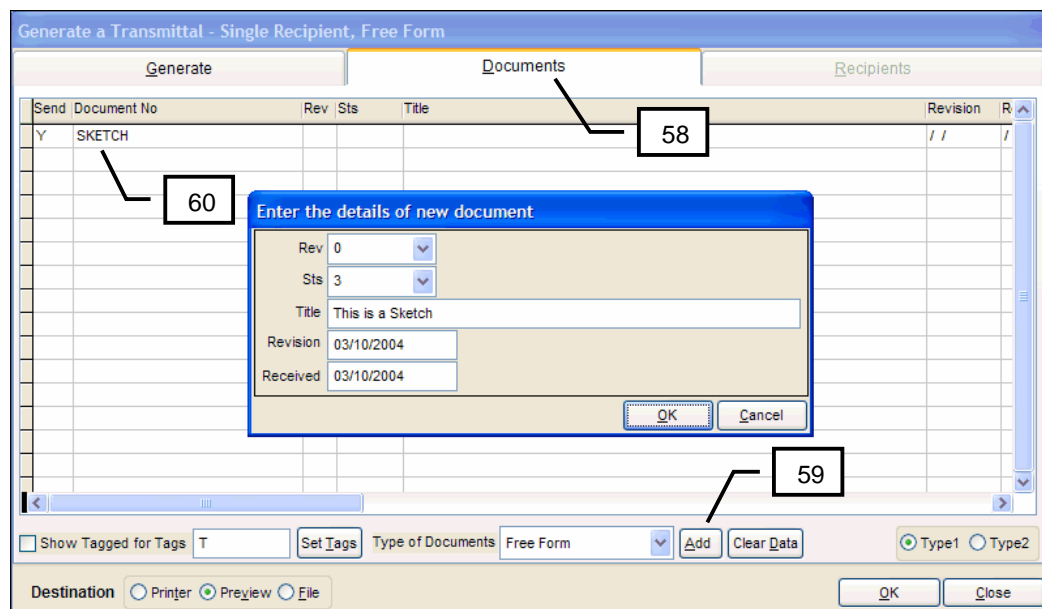 Generate a Transmittal - Single Recipient, Free Form
Generate Documents Recipients
Send Document No Rev Sts Title Revision R
58
Y SKETCH / / /
60
Enter the details of new document
Rev 0
Sts 3
Title This is a Sketch
Revision 03/10/2004
Received 03/10/2004
OK Cancel
59
Show Tagged for Tags T Set Tags Type of Documents Free Form Add Clear Data Type1 Type2
Destination Printer Preview File OK Close